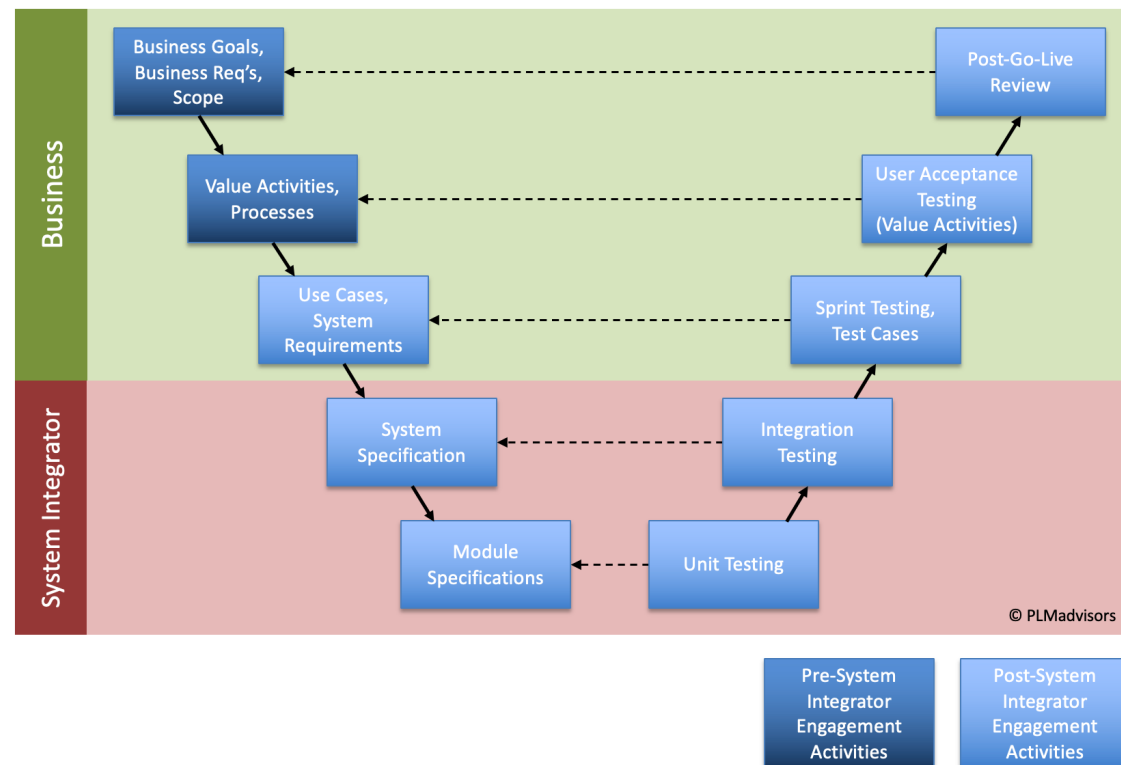 Business
Business Goals,
Business Req's,
Scope
Post-Go-Live
Review
Value Activities,
Processes
User Acceptance
Testing
(Value Activities)
Use Cases,
System
Requirements
Sprint Testing,
Test Cases
System Integrator
System
Specification
Integration
Testing
Module
Specifications
Unit Testing
© PLMadvisors
Pre-System
Integrator
Engagement
Activities
Post-System
Integrator
Engagement
Activities